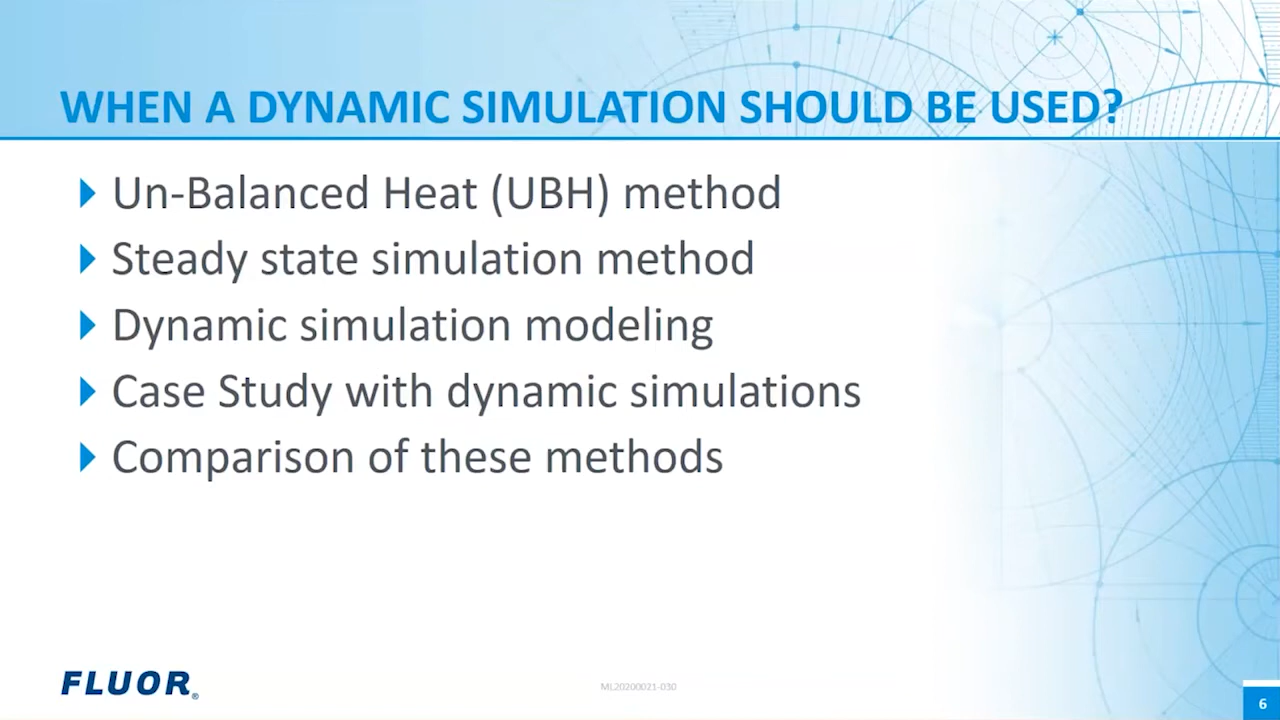 WHEN A DYNAMIC SIMULATION SHOULD BE USED?
Un-Balanced Heat (UBH) method
Steady state simulation method
Dynamic simulation modeling
Case Study with dynamic simulations
Comparison of these methods
FLUOR®
ML20200021-030
6